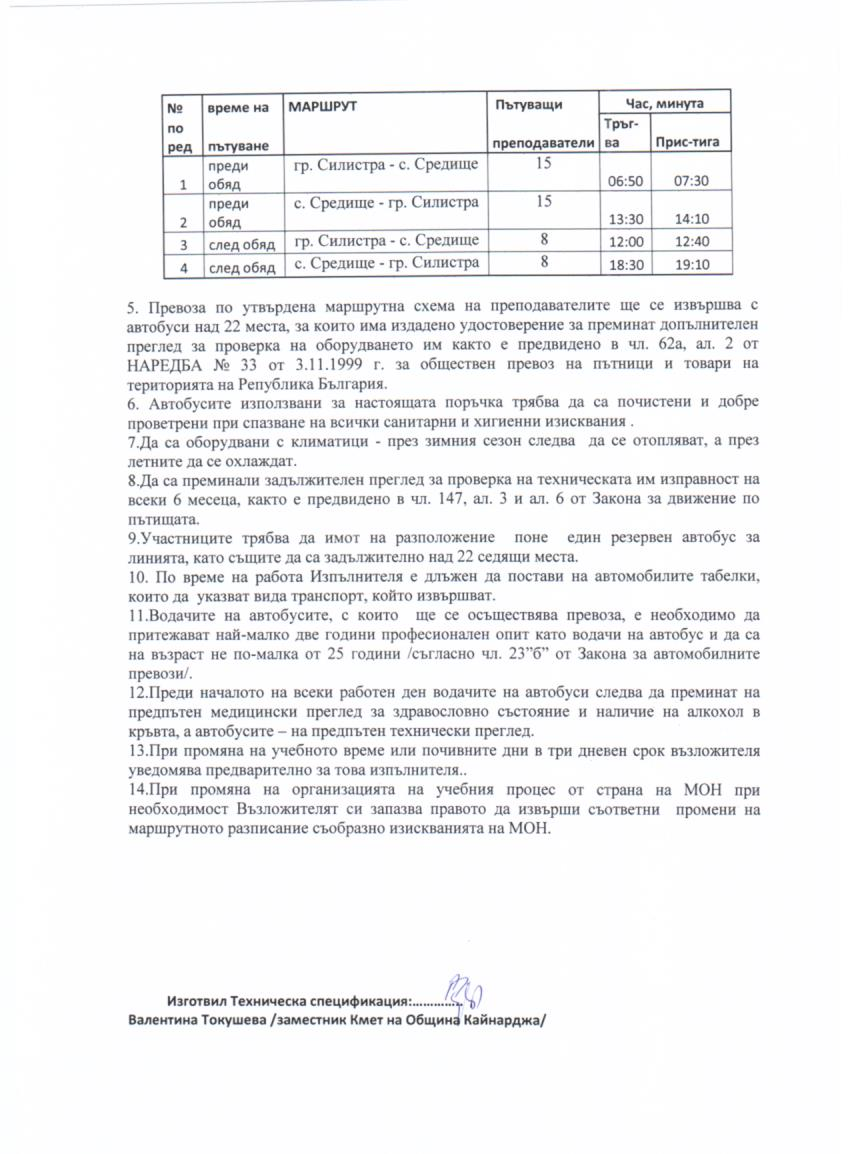 № по ред | време на пътуване | МАРШРУТ | Пътуващи преподаватели | Час, минута
Тръг-ва | Прис-тига
1 | преди обяд | гр. Силистра - с. Средище | 15 | 06:50 | 07:30
2 | преди обяд | с. Средище - гр. Силистра | 15 | 13:30 | 14:10
3 | след обяд | гр. Силистра - с. Средище | 8 | 12:00 | 12:40
4 | след обяд | с. Средище - гр. Силистра | 8 | 18:30 | 19:10
5. Превоза по утвърдена маршрутна схема на преподавателите ще се извършва с
автобуси над 22 места, за които има издадено удостоверение за преминат допълнителен
преглед за проверка на оборудването им както е предвидено в чл. 62а, ал. 2 от
НАРЕДБА № 33 от 3.11.1999 г. за обществен превоз на пътници и товари на
територията на Република България.
6. Автобусите използвани за настоящата поръчка трябва да са почистени и добре
проветрени при спазване на всички санитарни и хигиенни изисквания .
7.Да са оборудвани с климатици - през зимния сезон следва да се отопляват, а през
летните да се охлаждат.
8.Да са преминали задължителен преглед за проверка на техническата им изправност на
всеки 6 месеца, както е предвидено в чл. 147, ал. 3 и ал. 6 от Закона за движение по
пътищата.
9.Участниците трябва да имот на разположение поне един резервен автобус за
линията, като същите да са задължително над 22 седящи места.
10. По време на работа Изпълнителя е длъжен да постави на автомобилите табелки,
които да указват вида транспорт, който извършват.
11.Водачите на автобусите, с които ще се осъществява превоза, е необходимо да
притежават най-малко две години професионален опит като водачи на автобус и да са
на възраст не по-малка от 25 години /съгласно чл. 23”б” от Закона за автомобилните
превози/.
12.Преди началото на всеки работен ден водачите на автобуси следва да преминат на
предпътен медицински преглед за здравословно състояние и наличие на алкохол в
кръвта, а автобусите – на предпътен технически преглед.
13.При промяна на учебното време или почивните дни в три дневен срок възложителя
уведомява предварително за това изпълнителя..
14.При промяна на организацията на учебния процес от страна на МОН при
необходимост Възложителят си запазва правото да извърши съответни промени на
маршрутното разписание съобразно изискванията на МОН.
Изготвил Техническа спецификация:...............
Валентина Токушева /заместник Кмет на Община Кайнарджа/